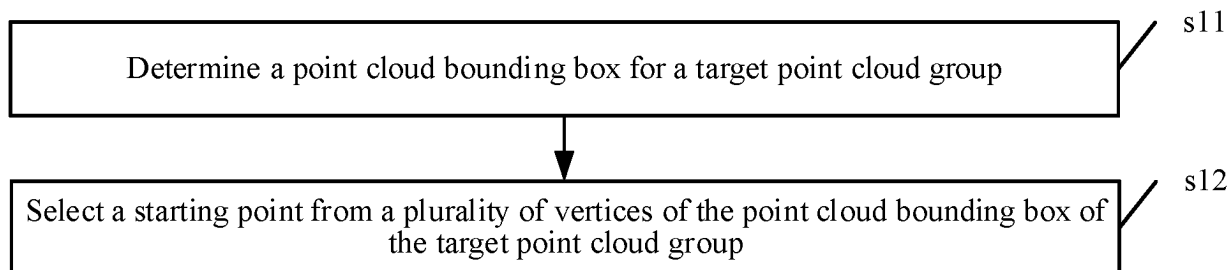 s11
Determine a point cloud bounding box for a target point cloud group
s12
Select a starting point from a plurality of vertices of the point cloud bounding box of
the target point cloud group